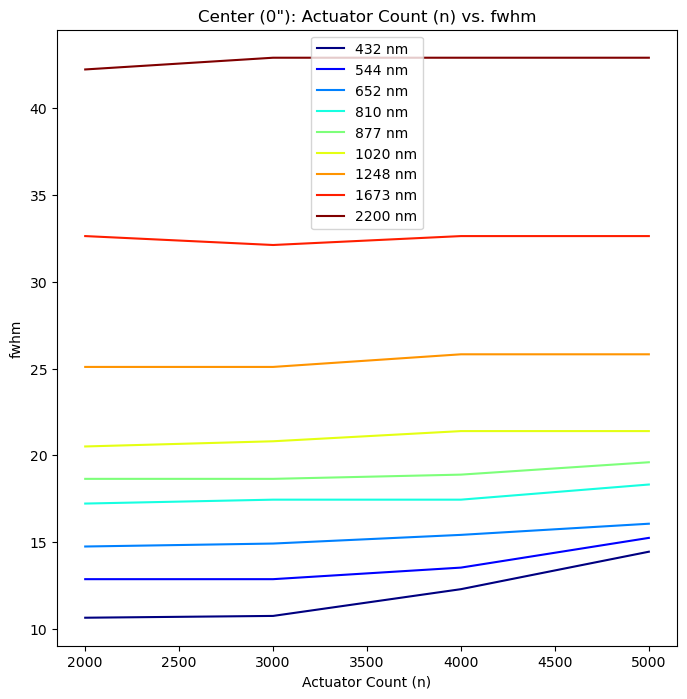 Center (0"): Actuator Count (n) vs. fwhm
432 nm
544 nm
652 nm
810 nm
877 nm
1020 nm
1248 nm
1673 nm
2200 nm
40
35
30
25
20
15
10
fwhm
2000 2500 3000 3500 4000 4500 5000
Actuator Count (n)